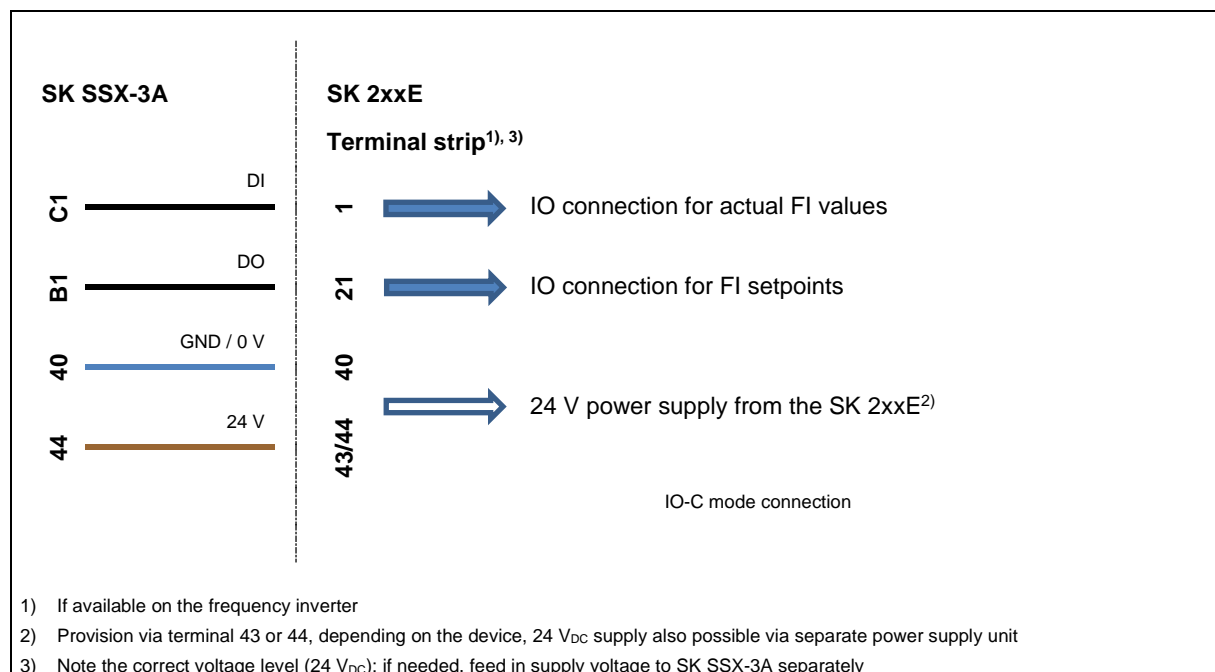 SK SSX-3A SK 2xxE
Terminal strip1), 3)
C1 DI 1 IO connection for actual FI values
B1 DO 21 IO connection for FI setpoints
40 GND / 0 V 40
24 V power supply from the SK 2xxE2)
44 24 V 43/44
IO-C mode connection
1) If available on the frequency inverter
2) Provision via terminal 43 or 44, depending on the device, 24 VDC supply also possible via separate power supply unit
3) Note the correct voltage level (24 VDC): if needed, feed in supply voltage to SK SSX-3A separately